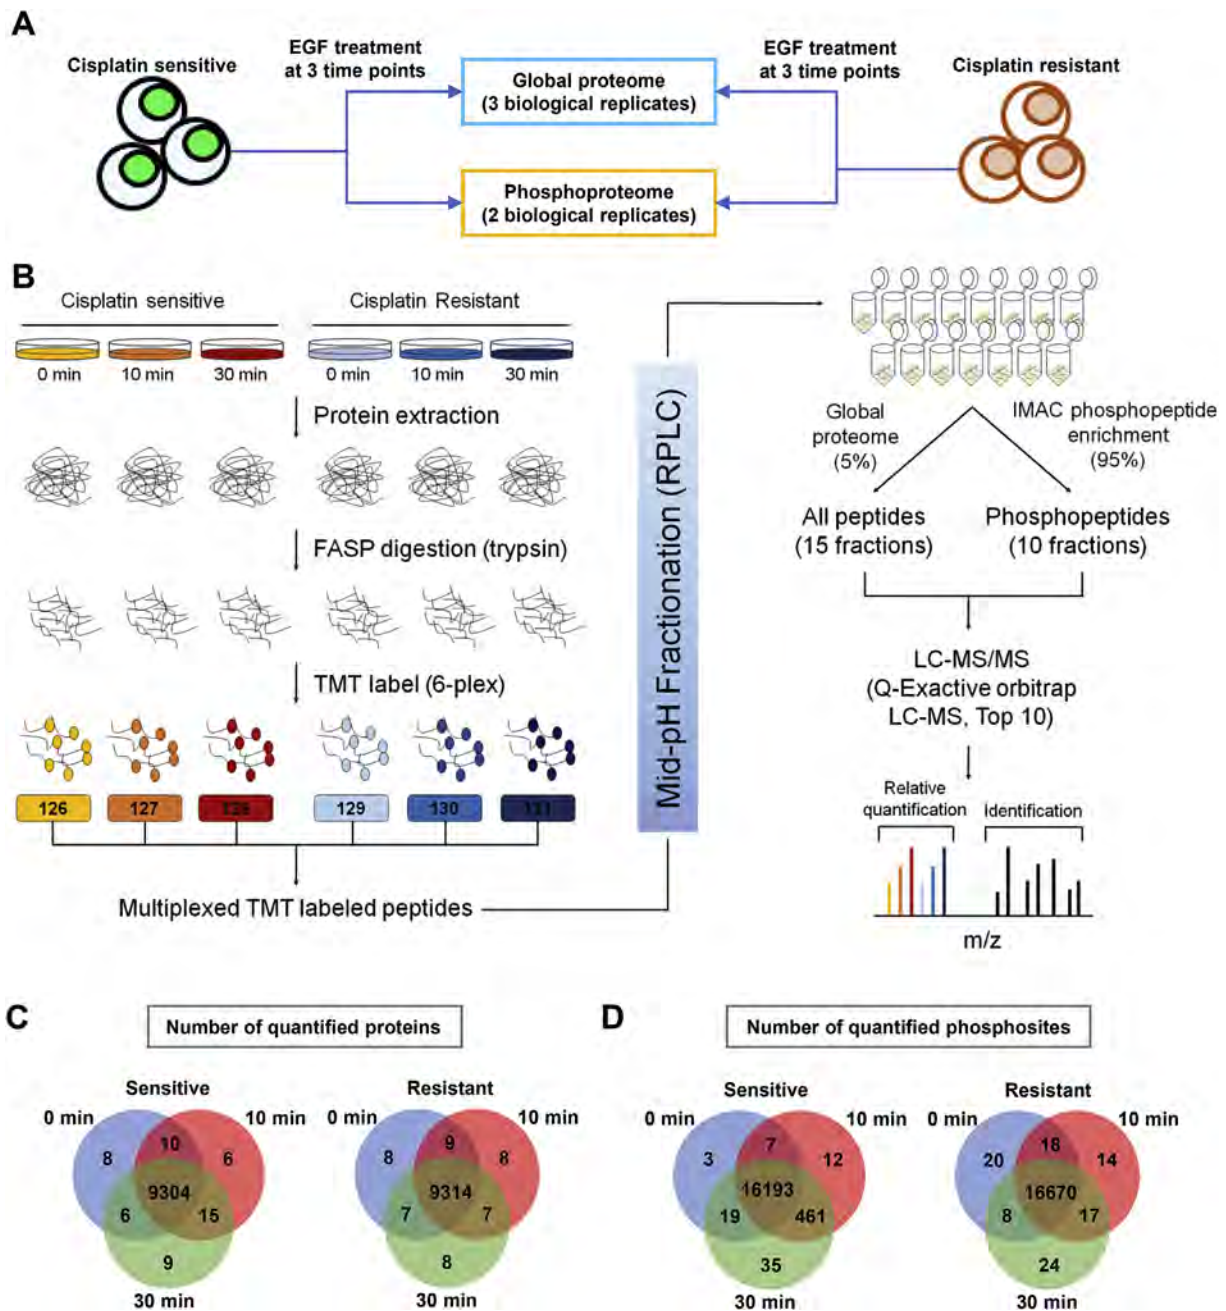 A
Cisplatin sensitive
EGF treatment
at 3 time points
Global proteome
(3 biological replicates)
Phosphoproteome
(2 biological replicates)
EGF treatment
at 3 time points
Cisplatin resistant
B
Cisplatin sensitive
Cisplatin Resistant
0 min
10 min
30 min
0 min
10 min
30 min
Protein extraction
FASP digestion (trypsin)
TMT label (6-plex)
126
127
128
129
130
131
Multiplexed TMT labeled peptides
Mid-pH Fractionation (RPLC)
Global
proteome
(5%)
IMAC phosphopeptide
enrichment
(95%)
All peptides
(15 fractions)
Phosphopeptides
(10 fractions)
LC-MS/MS
(Q-Exactive orbitrap
LC-MS, Top 10)
Relative
quantification
Identification
m/z
C
Number of quantified proteins
Sensitive
0 min
10 min
8
10
6
9304
6
15
9
30 min
Resistant
0 min
10 min
8
9
8
9314
7
7
8
30 min
D
Number of quantified phosphosites
Sensitive
0 min
10 min
3
7
12
16193
19
461
35
30 min
Resistant
0 min
10 min
20
18
14
16670
8
17
24
30 min